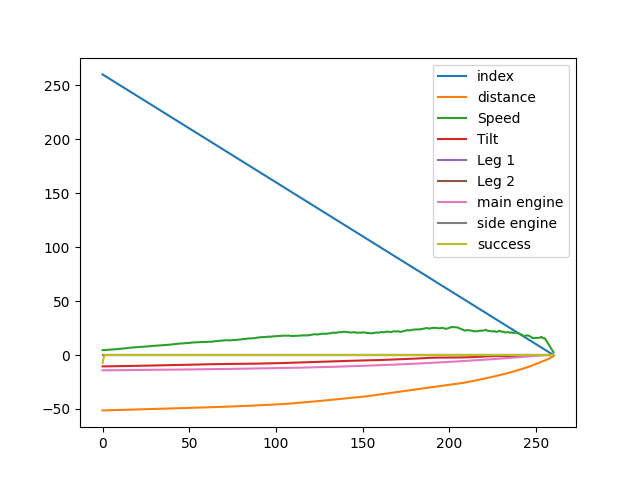 250
200
150
100
50
0
−50
0
50
100
150
200
250
index
distance
Speed
Tilt
Leg 1
Leg 2
main engine
side engine
success